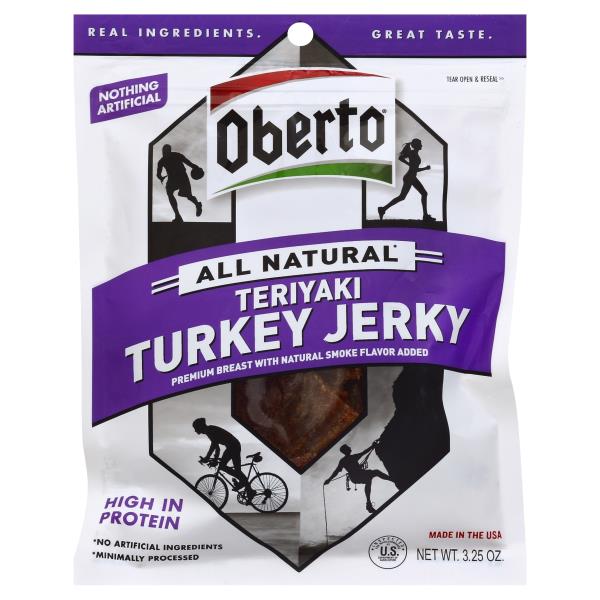 REAL INGREDIENTS. GREAT TASTE.
TEAR OPEN & RESEAL>>
NOTHING
ARTIFICIAL
Oberto®
ALL NATURAL*
TERIYAKI
TURKEY JERKY
PREMIUM BREAST WITH NATURAL SMOKE FLAVOR ADDED
HIGH IN
PROTEIN
*NO ARTIFICIAL INGREDIENTS
*MINIMALLY PROCESSED
MADE IN THE USA
INSPECTED
U.S.
NET WT. 3.25 OZ.